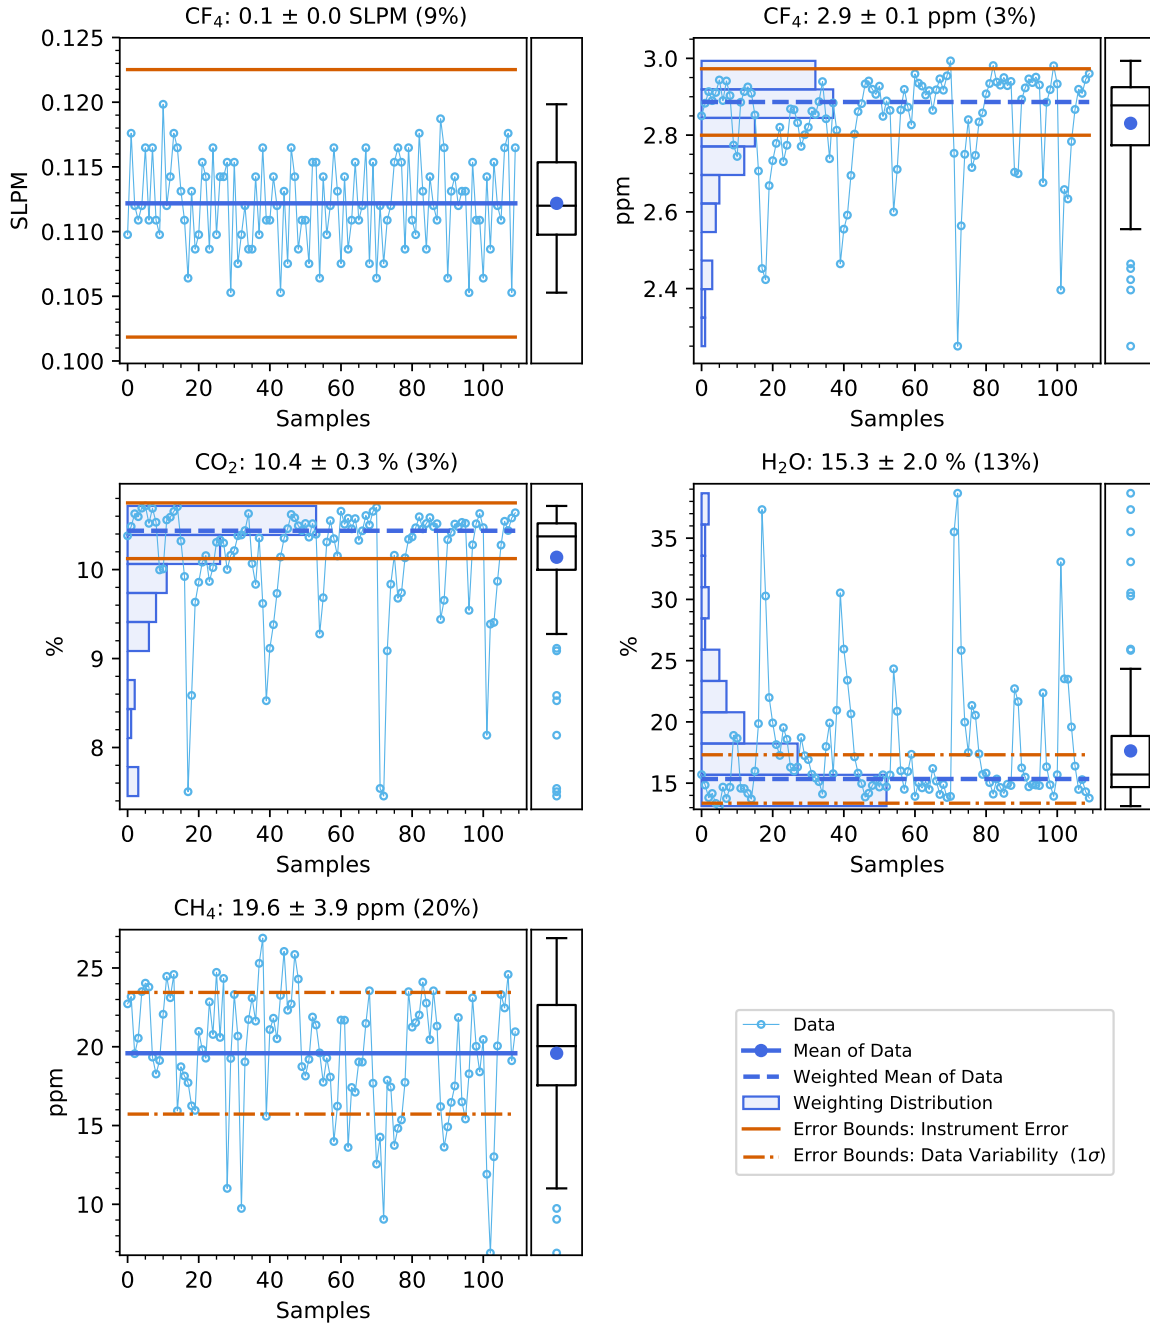 CF₄: 0.1 ± 0.0 SLPM (9%)
0.125
0.120
0.115
0.110
0.105
0.100
SLPM
0 20 40 60 80 100
Samples
CF₄: 2.9 ± 0.1 ppm (3%)
3.0
2.8
2.6
2.4
ppm
0 20 40 60 80 100
Samples
CO₂: 10.4 ± 0.3 % (3%)
10
9
8
%
0 20 40 60 80 100
Samples
H₂O: 15.3 ± 2.0 % (13%)
35
30
25
20
15
%
0 20 40 60 80 100
Samples
CH₄: 19.6 ± 3.9 ppm (20%)
25
20
15
10
ppm
0 20 40 60 80 100
Samples
Data
Mean of Data
Weighted Mean of Data
Weighting Distribution
Error Bounds: Instrument Error
Error Bounds: Data Variability (1σ)